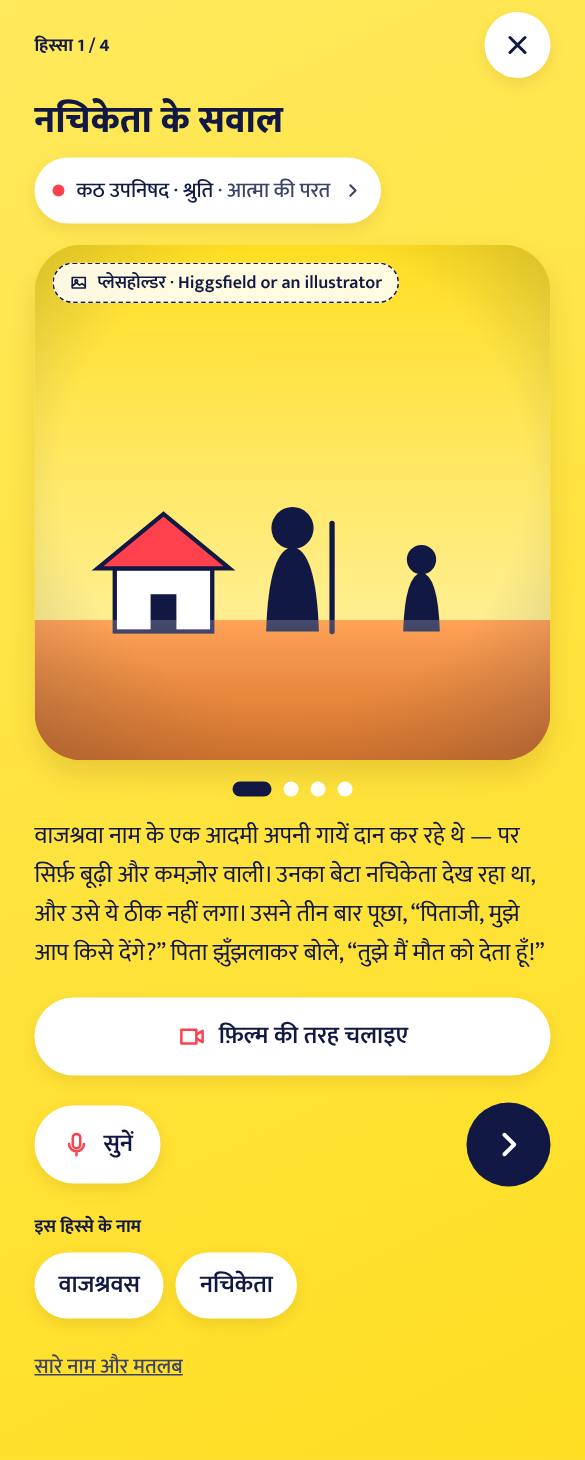 हिस्सा 1 / 4
नचिकेता के सवाल
कठ उपनिषद · श्रुति · आत्मा की परत
प्लेसहोल्डर · Higgsfield or an illustrator
वाजश्रवा नाम के एक आदमी अपनी गायें दान कर रहे थे — पर
सिर्फ़ बूढ़ी और कमज़ोर वाली। उनका बेटा नचिकेता देख रहा था,
और उसे ये ठीक नहीं लगा। उसने तीन बार पूछा, “पिताजी, मुझे
आप किसे देंगे?” पिता झुँझलाकर बोले, “तुझे मैं मौत को देता हूँ!”
फ़िल्म की तरह चलाइए
सुनें
इस हिस्से के नाम
वाजश्रवस
नचिकेता
सारे नाम और मतलब